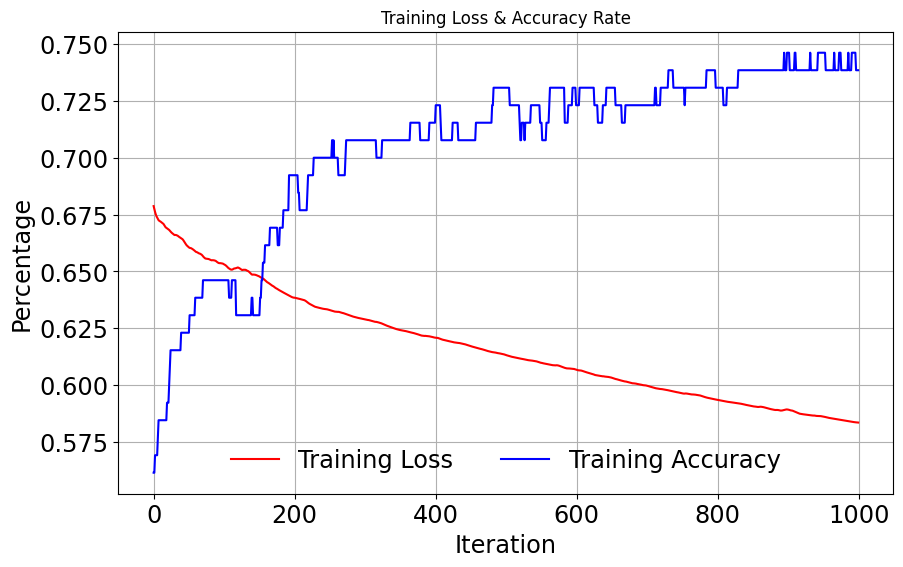 Training Loss & Accuracy Rate
0.750
0.725
0.700
0.675
0.650
0.625
0.600
0.575
Percentage
Training Loss
Training Accuracy
0 200 400 600 800 1000
Iteration